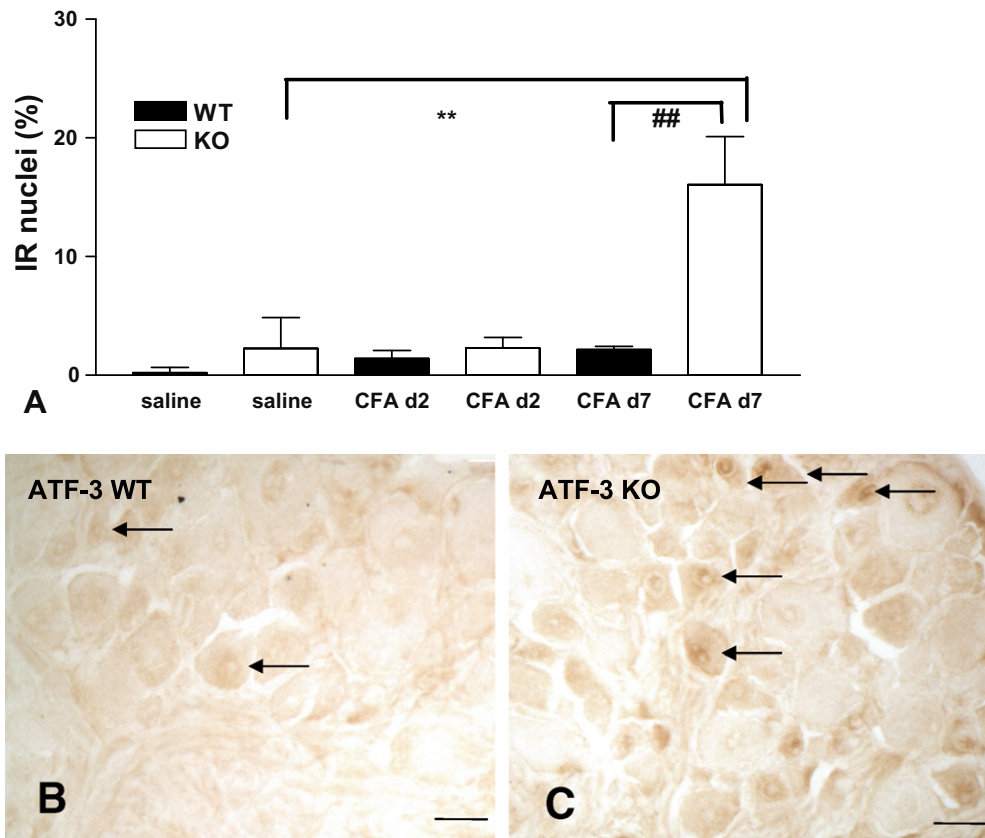 30
20
10
0
IR nuclei (%)
WT
KO
**
##
saline saline CFA d2 CFA d2 CFA d7 CFA d7
A
ATF-3 WT
B
ATF-3 KO
C